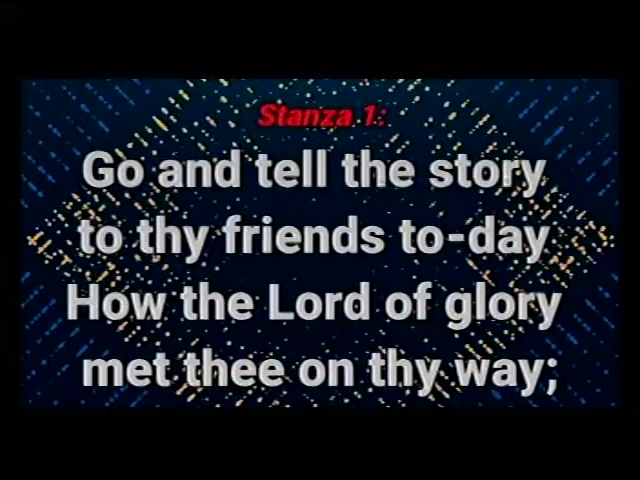 Stanza 1:
Go and tell the story
to thy friends to-day
How the Lord of glory
met thee on thy way;